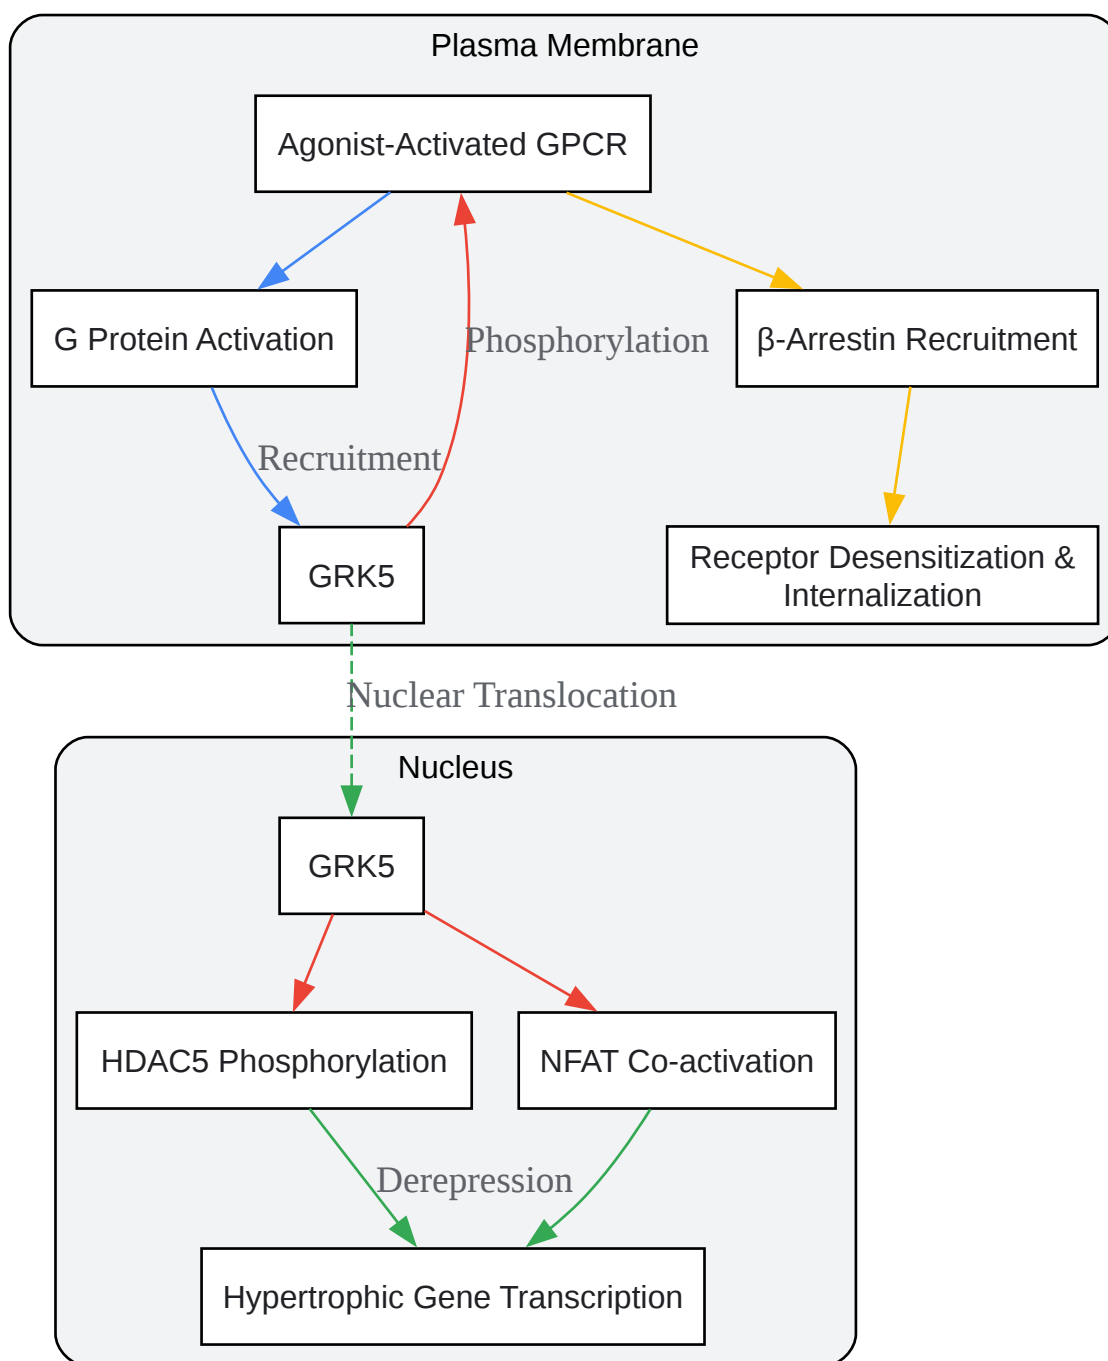 Plasma Membrane
Agonist-Activated GPCR
G Protein Activation
Phosphorylation
β-Arrestin Recruitment
Recruitment
GRK5
Receptor Desensitization &
Internalization
Nuclear Translocation
Nucleus
GRK5
HDAC5 Phosphorylation
NFAT Co-activation
Derepression
Hypertrophic Gene Transcription